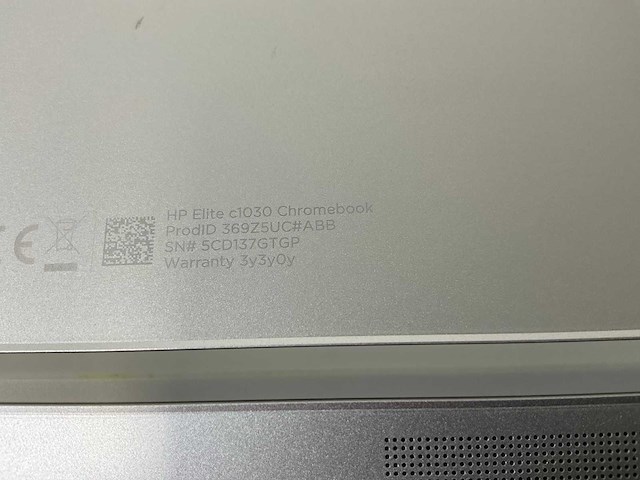 HP Elite c1030 Chromebook
ProdID 369Z5UC#ABB
SN# 5CD137GTGP
Warranty 3y3y0y